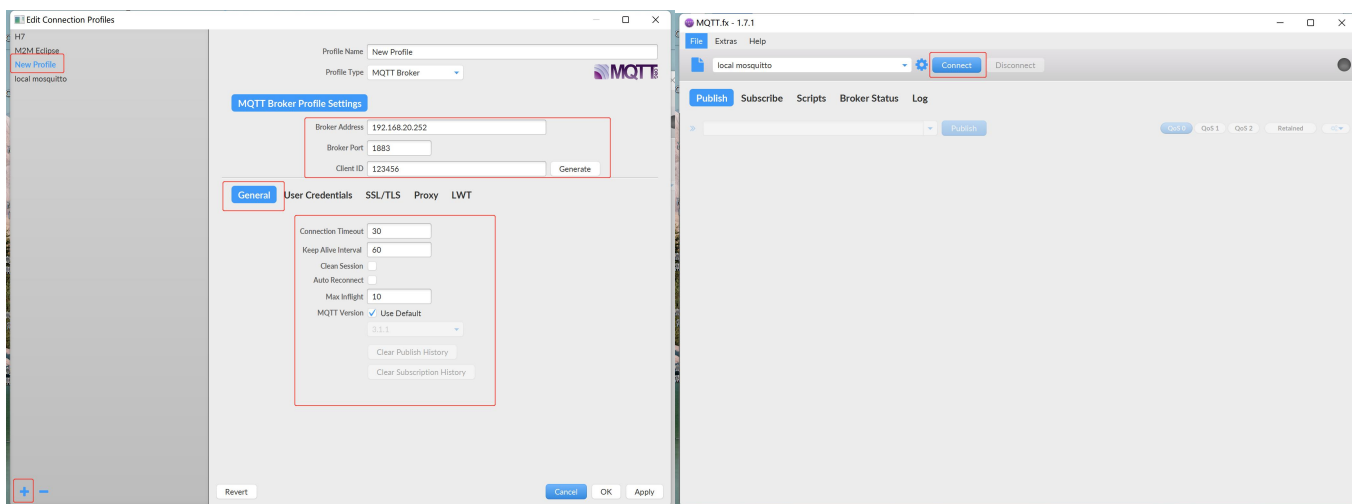 Edit Connection Profiles
H7
M2M Eclipse
New Profile
local mosquitto
Profile Name New Profile
Profile Type MQTT Broker
MQTT
MQTT Broker Profile Settings
Broker Address 192.168.20.252
Broker Port 1883
Client ID 123456 Generate
General User Credentials SSL/TLS Proxy LWT
Connection Timeout 30
Keep Alive Interval 60
Clean Session
Auto Reconnect
Max Inflight 10
MQTT Version Use Default
3.1.1
Clear Publish History
Clear Subscription History
Revert Cancel OK Apply
MQTT.fx - 1.7.1
File Extras Help
local mosquitto Connect Disconnect
Publish Subscribe Scripts Broker Status Log
» Publish QoS 0 QoS 1 QoS 2 Retained